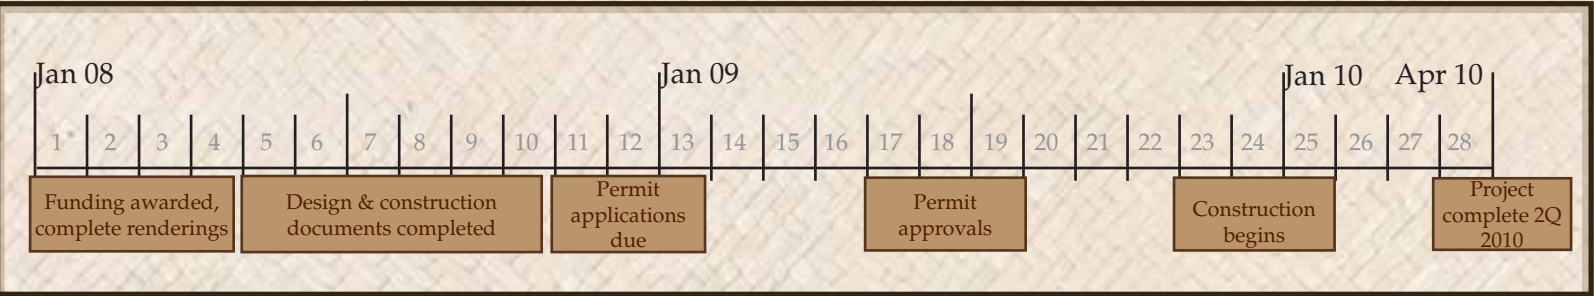 Jan 08 Jan 09 Jan 10 Apr 10
1 2 3 4 5 6 7 8 9 10 11 12 13 14 15 16 17 18 19 20 21 22 23 24 25 26 27 28
Funding awarded,
complete renderings
Design & construction
documents completed
Permit
applications
due
Permit
approvals
Construction
begins
Project
complete 2Q
2010